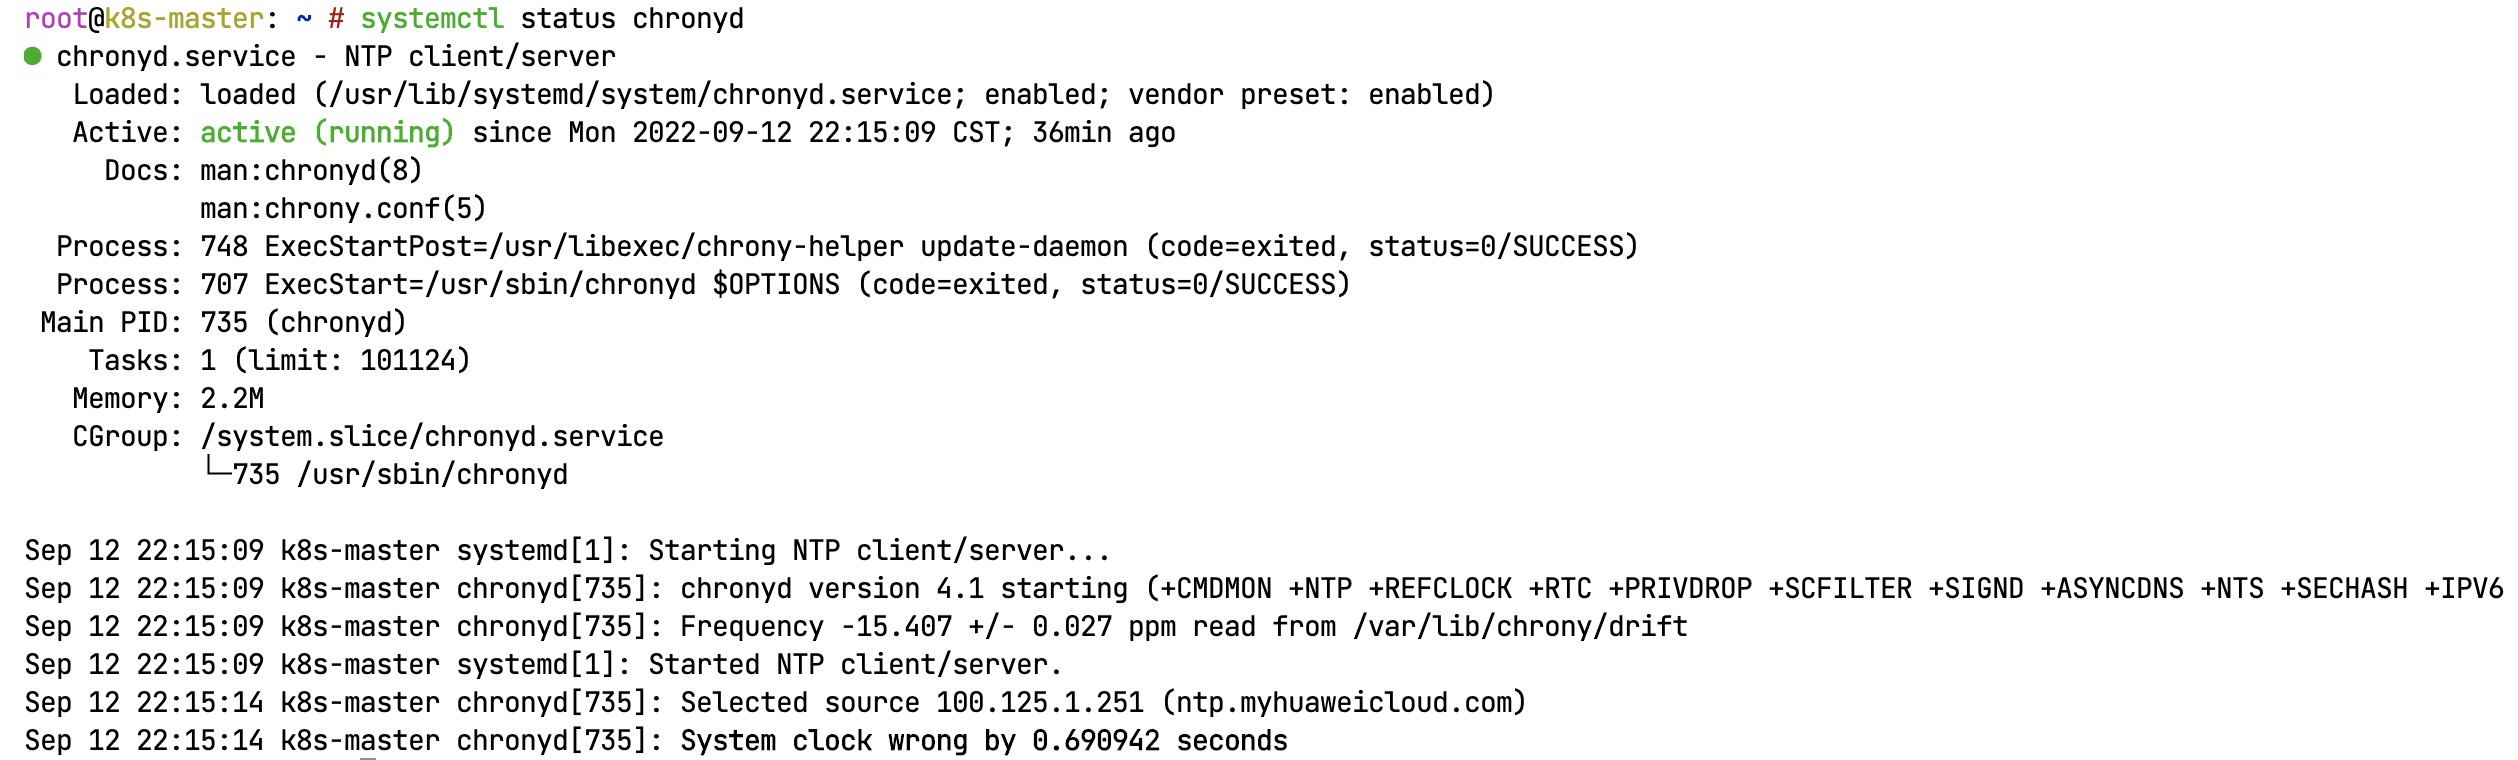 root@k8s-master: ~ # systemctl status chronyd
● chronyd.service - NTP client/server
   Loaded: loaded (/usr/lib/systemd/system/chronyd.service; enabled; vendor preset: enabled)
   Active: active (running) since Mon 2022-09-12 22:15:09 CST; 36min ago
     Docs: man:chronyd(8)
           man:chrony.conf(5)
  Process: 748 ExecStartPost=/usr/libexec/chrony-helper update-daemon (code=exited, status=0/SUCCESS)
  Process: 707 ExecStart=/usr/sbin/chronyd $OPTIONS (code=exited, status=0/SUCCESS)
 Main PID: 735 (chronyd)
    Tasks: 1 (limit: 101124)
   Memory: 2.2M
   CGroup: /system.slice/chronyd.service
           └─735 /usr/sbin/chronyd

Sep 12 22:15:09 k8s-master systemd[1]: Starting NTP client/server...
Sep 12 22:15:09 k8s-master chronyd[735]: chronyd version 4.1 starting (+CMDMON +NTP +REFCLOCK +RTC +PRIVDROP +SCFILTER +SIGND +ASYNCDNS +NTS +SECHASH +IPV6
Sep 12 22:15:09 k8s-master chronyd[735]: Frequency -15.407 +/- 0.027 ppm read from /var/lib/chrony/drift
Sep 12 22:15:09 k8s-master systemd[1]: Started NTP client/server.
Sep 12 22:15:14 k8s-master chronyd[735]: Selected source 100.125.1.251 (ntp.myhuaweicloud.com)
Sep 12 22:15:14 k8s-master chronyd[735]: System clock wrong by 0.690942 seconds